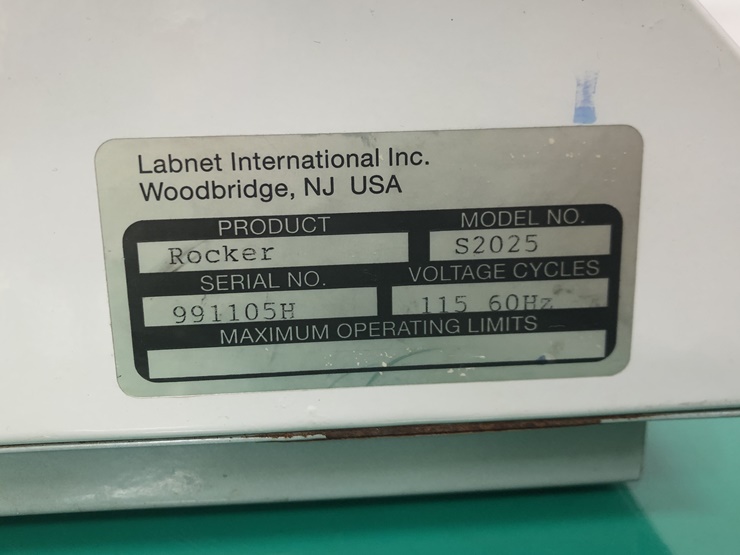 Labnet International Inc.
Woodbridge, NJ USA
PRODUCT MODEL NO.
Rocker S2025
SERIAL NO. VOLTAGE CYCLES
991105H 115 60Hz
MAXIMUM OPERATING LIMITS